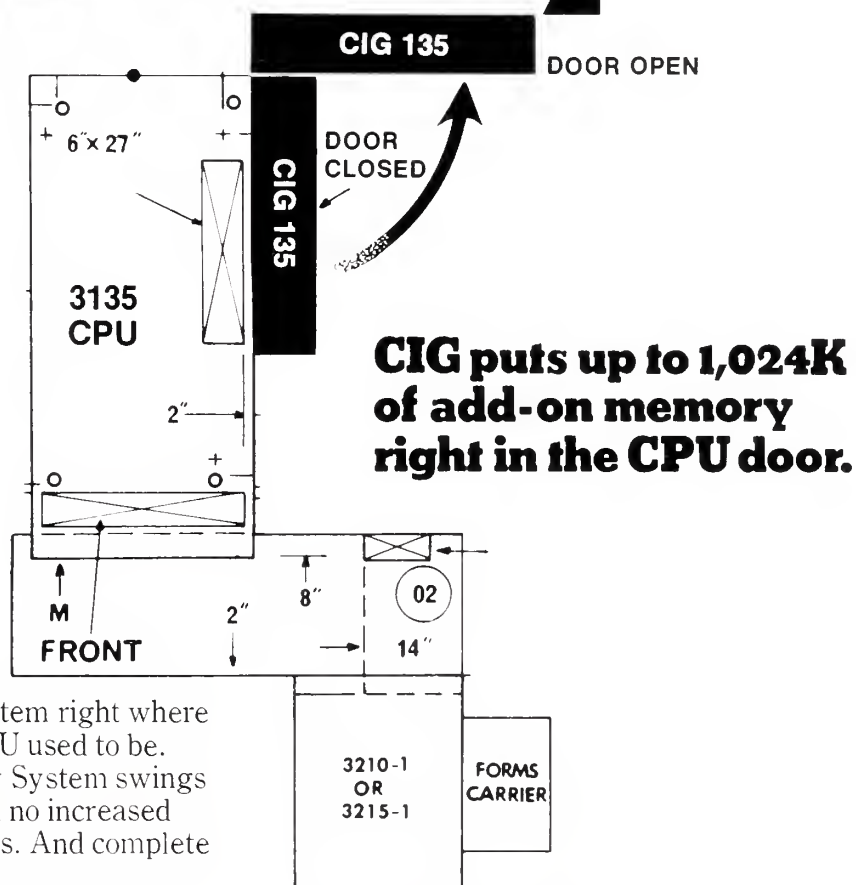 CIG 135
DOOR OPEN
6"× 27"
DOOR
CLOSED
CIG 135
3135
CPU
CIG puts up to 1,024K
of add-on memory
right in the CPU door.
2"
8"
02
M
2"
14"
FRONT
tem right where
U used to be.
System swings
no increased
s. And complete
3210-1
OR
3215-1
FORMS
CARRIER